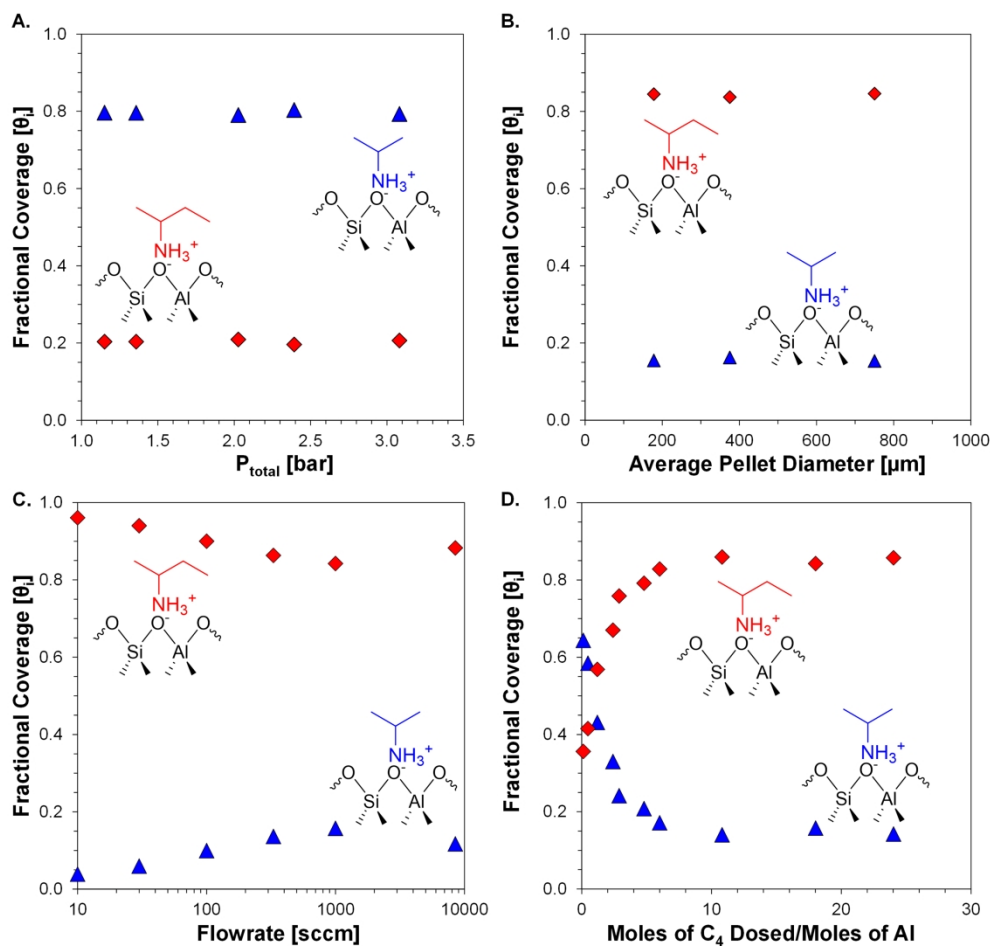 A.
Fractional Coverage [θi]
1.0
0.8
0.6
0.4
0.2
0.0
NH3+
O O- O
Si Al
NH3+
O O- O
Si Al
1.0 1.5 2.0 2.5 3.0 3.5
Ptotal [bar]
B.
Fractional Coverage [θi]
1.0
0.8
0.6
0.4
0.2
0.0
NH3+
O O- O
Si Al
NH3+
O O- O
Si Al
0 200 400 600 800 1000
Average Pellet Diameter [µm]
C.
Fractional Coverage [θi]
1.0
0.8
0.6
0.4
0.2
0.0
NH3+
O O- O
Si Al
NH3+
O O- O
Si Al
10 100 1000 10000
Flowrate [sccm]
D.
Fractional Coverage [θi]
1.0
0.8
0.6
0.4
0.2
0.0
NH3+
O O- O
Si Al
NH3+
O O- O
Si Al
0 10 20 30
Moles of C4 Dosed/Moles of Al